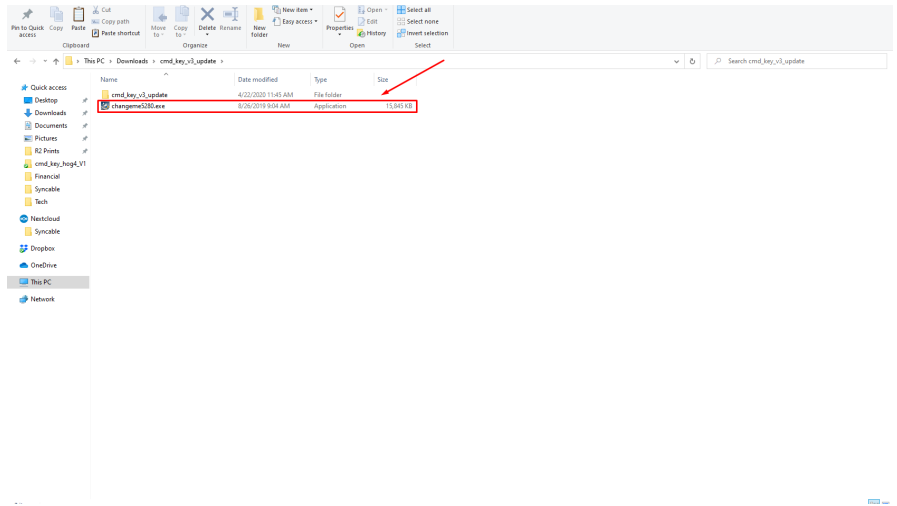 Pin to Quick access
Copy
Paste
Cut
Copy path
Paste shortcut
Clipboard
Move to
Copy to
Delete
Rename
Organize
New folder
New item
Easy access
New
Properties
Open
Edit
History
Open
Select all
Select none
Invert selection
Select
This PC > Downloads > cmd_key_v3_update >
Search cmd_key_v3_update
Name Date modified Type Size
cmd_key_v3_update 4/22/2020 11:45 AM File folder
changeme5280.exe 8/26/2019 9:04 AM Application 15,845 KB
Quick access
Desktop
Downloads
Documents
Pictures
R2 Prints
cmd_key_hog4_V1
Financial
Syncable
Tech
Nextcloud
Syncable
Dropbox
OneDrive
This PC
Network